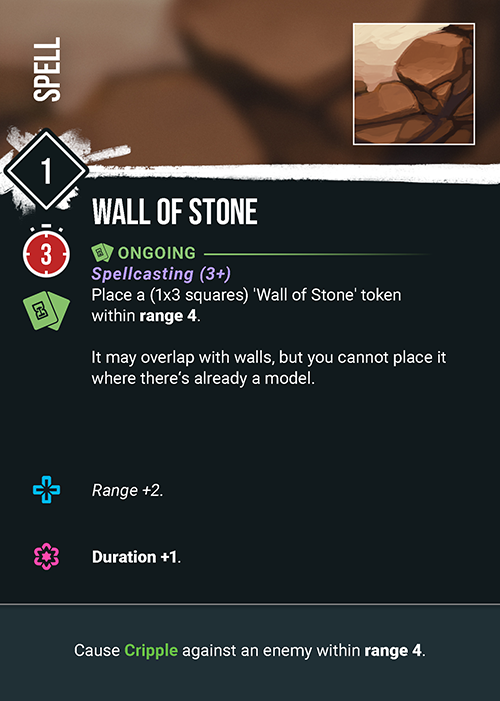 SPELL
1
WALL OF STONE
3
ONGOING
Spellcasting (3+)
Place a (1x3 squares) 'Wall of Stone' token
within range 4.
It may overlap with walls, but you cannot place it
where there's already a model.
Range +2.
Duration +1.
Cause Cripple against an enemy within range 4.